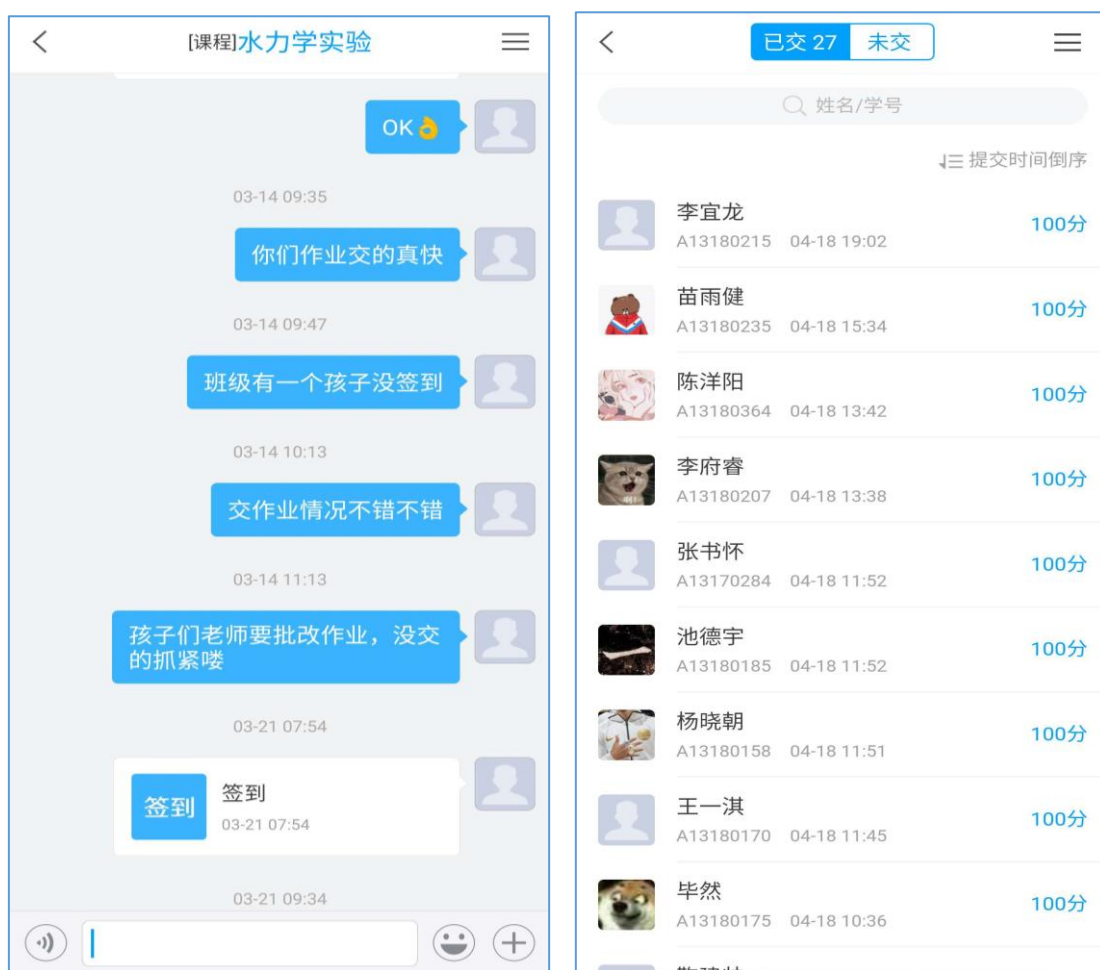 [课程]水力学实验
OK👌
03-14 09:35
你们作业交的真快
03-14 09:47
班级有一个孩子没签到
03-14 10:13
交作业情况不错不错
03-14 11:13
孩子们老师要批改作业，没交
的抓紧喽
03-21 07:54
签到
签到
03-21 07:54
03-21 09:34
已交 27 未交
姓名/学号
提交时间倒序
李宜龙
100分
A13180215 04-18 19:02
苗雨健
100分
A13180235 04-18 15:34
陈洋阳
100分
A13180364 04-18 13:42
李府睿
100分
A13180207 04-18 13:38
张书怀
100分
A13170284 04-18 11:52
池德宇
100分
A13180185 04-18 11:52
杨晓朝
100分
A13180158 04-18 11:51
王一淇
100分
A13180170 04-18 11:45
毕然
100分
A13180175 04-18 10:36